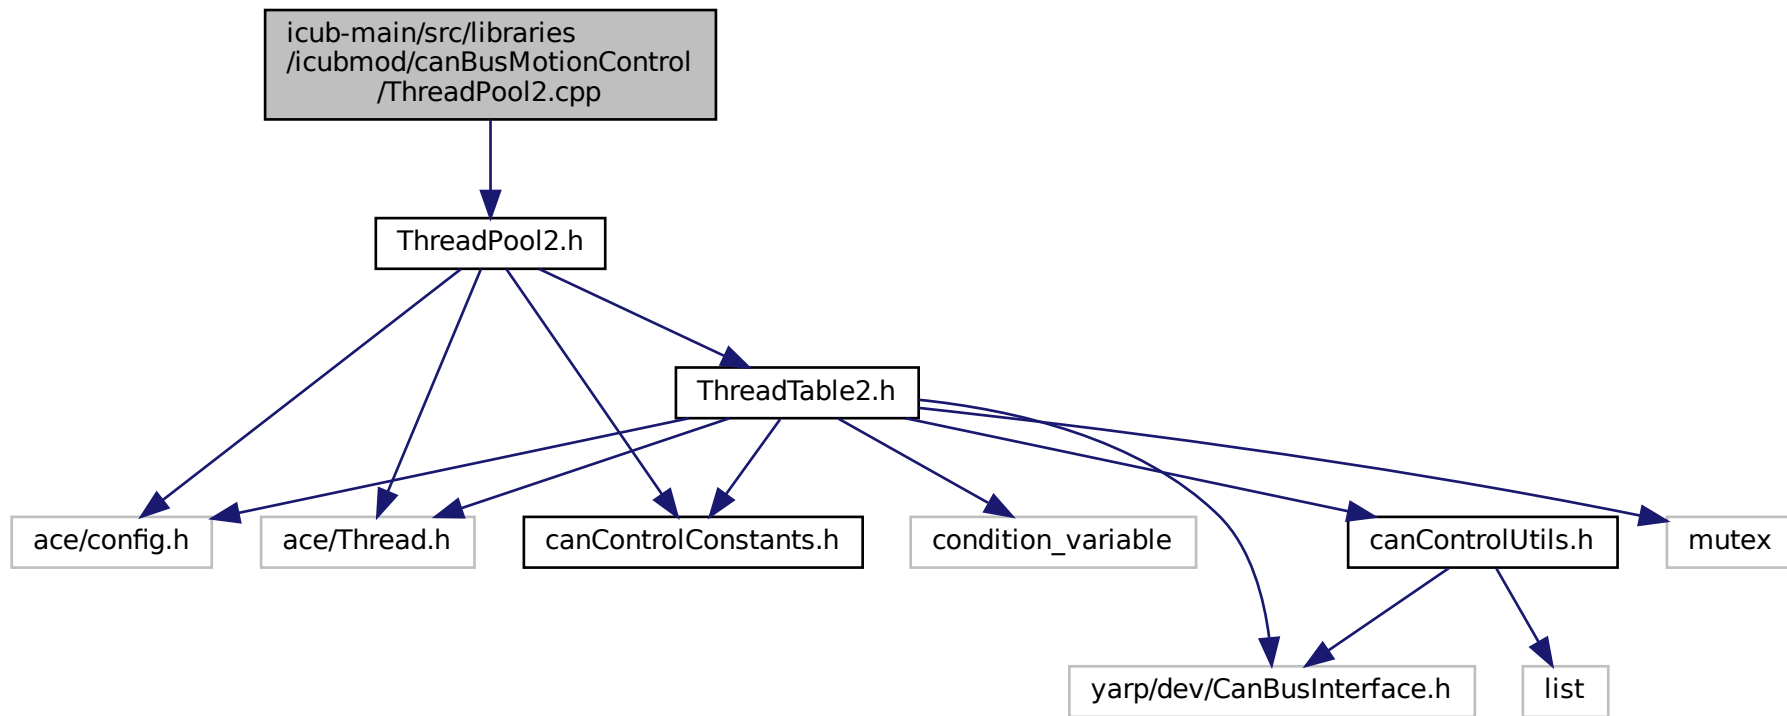 icub-main/src/libraries
/icubmod/canBusMotionControl
/ThreadPool2.cpp
ThreadPool2.h
ThreadTable2.h
ace/config.h
ace/Thread.h
canControlConstants.h
condition_variable
canControlUtils.h
mutex
yarp/dev/CanBusInterface.h
list